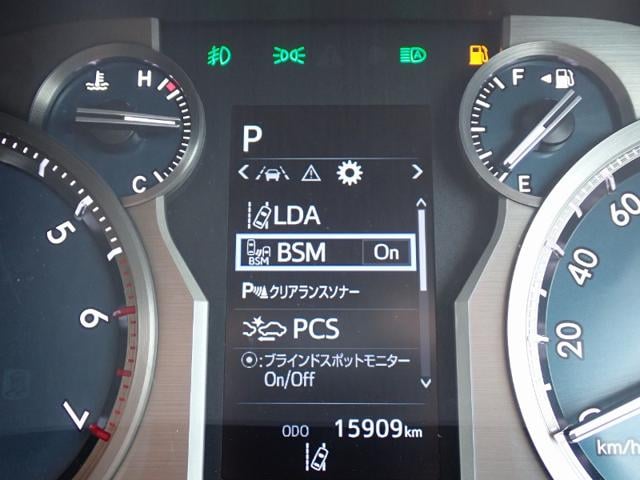 H
C
F
E
P
LDA
BSM BSM On
Pクリアランスソナー
PCS
⦿:ブラインドスポットモニター
On/Off
ODO 15909km
5
6
7
60
40
20
0
km/h
A